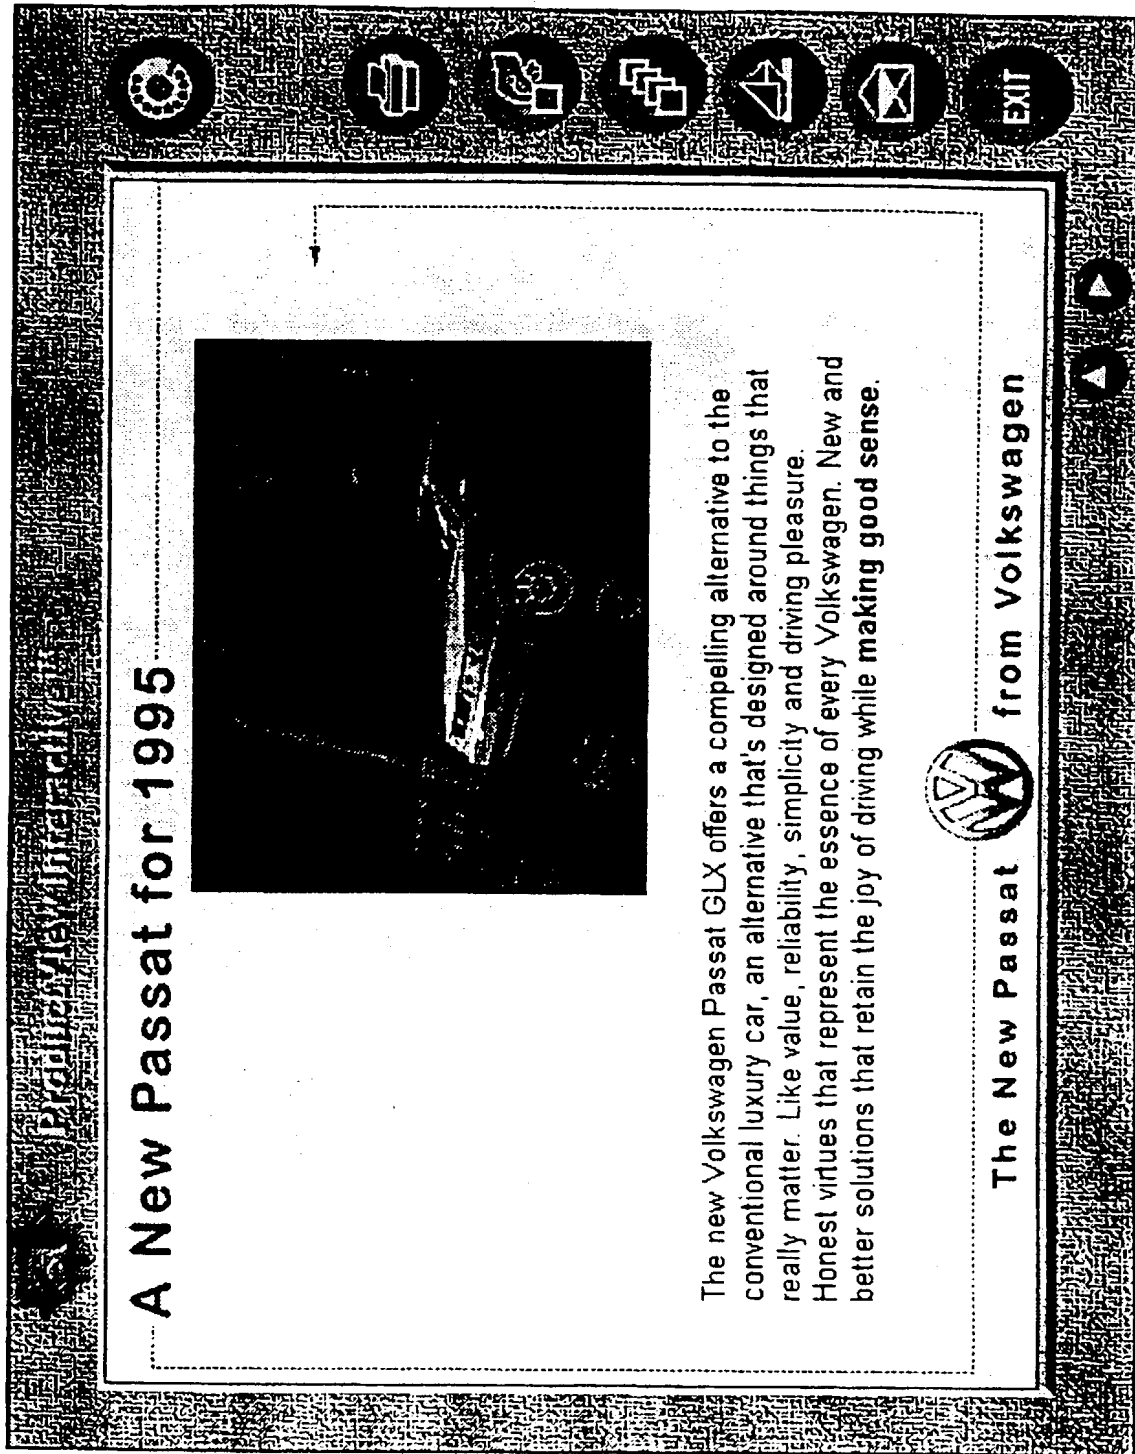 ProductView Interactive
A New Passat for 1995
The new Volkswagen Passat GLX offers a compelling alternative to the
conventional luxury car, an alternative that's designed around things that
really matter. Like value, reliability, simplicity and driving pleasure.
Honest virtues that represent the essence of every Volkswagen. New and
better solutions that retain the joy of driving while making good sense.
The New Passat from Volkswagen
EXIT